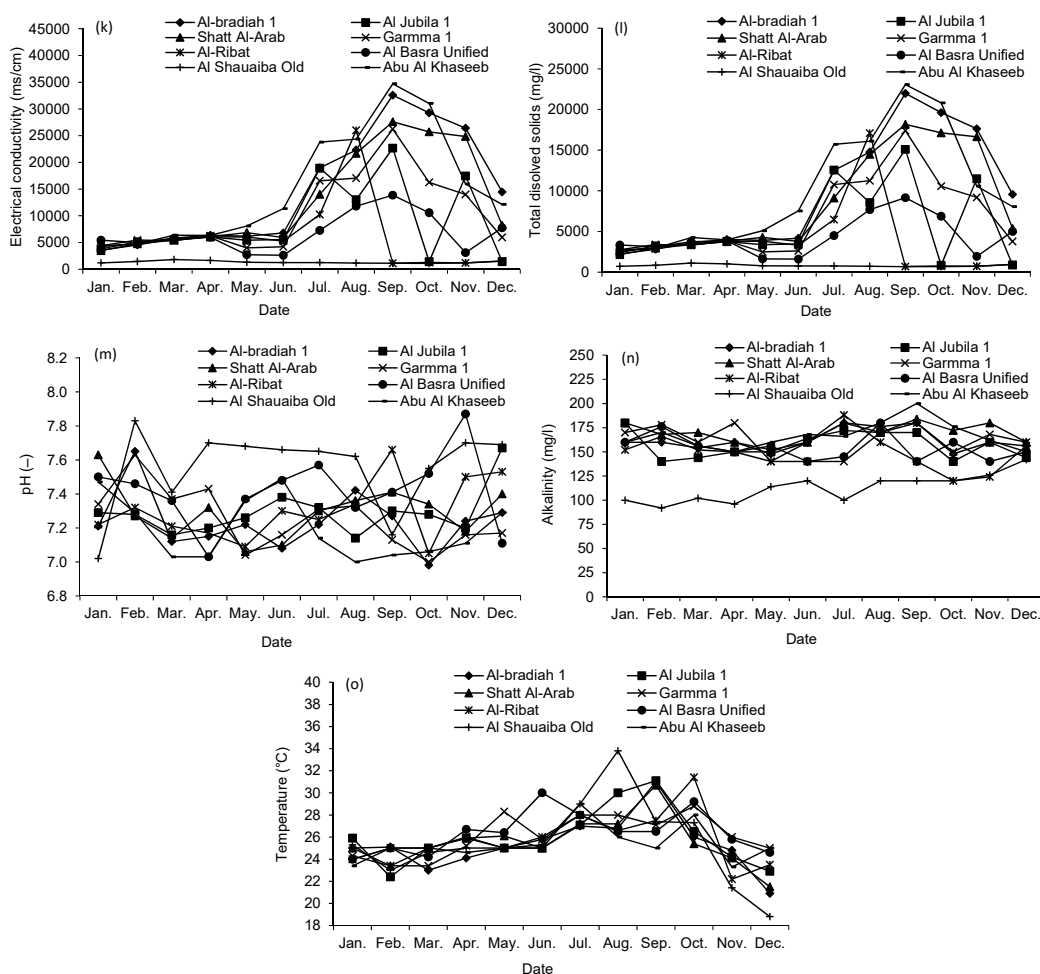 (k)
Al-bradiah 1
Al Jubila 1
Shatt Al-Arab
Garmma 1
Al-Ribat
Al Basra Unified
Al Shauaiba Old
Abu Al Khaseeb
Electrical conductivity (ms/cm)
45000
40000
35000
30000
25000
20000
15000
10000
5000
0
Jan. Feb. Mar. Apr. May. Jun. Jul. Aug. Sep. Oct. Nov. Dec.
Date
(l)
Al-bradiah 1
Al Jubila 1
Shatt Al-Arab
Garmma 1
Al-Ribat
Al Basra Unified
Al Shauaiba Old
Abu Al Khaseeb
Total disolved solids (mg/l)
30000
25000
20000
15000
10000
5000
0
Jan. Feb. Mar. Apr. May. Jun. Jul. Aug. Sep. Oct. Nov. Dec.
Date
(m)
Al-bradiah 1
Al Jubila 1
Shatt Al-Arab
Garmma 1
Al-Ribat
Al Basra Unified
Al Shauaiba Old
Abu Al Khaseeb
pH (–)
8.2
8.0
7.8
7.6
7.4
7.2
7.0
6.8
Jan. Feb. Mar. Apr. May. Jun. Jul. Aug. Sep. Oct. Nov. Dec.
Date
(n)
Al-bradiah 1
Al Jubila 1
Shatt Al-Arab
Garmma 1
Al-Ribat
Al Basra Unified
Al Shauaiba Old
Abu Al Khaseeb
Alkalinity (mg/l)
250
225
200
175
150
125
100
75
50
25
0
Jan. Feb. Mar. Apr. May. Jun. Jul. Aug. Sep. Oct. Nov. Dec.
Date
(o)
Al-bradiah 1
Al Jubila 1
Shatt Al-Arab
Garmma 1
Al-Ribat
Al Basra Unified
Al Shauaiba Old
Abu Al Khaseeb
Temperature (°C)
40
38
36
34
32
30
28
26
24
22
20
18
Jan. Feb. Mar. Apr. May. Jun. Jul. Aug. Sep. Oct. Nov. Dec.
Date